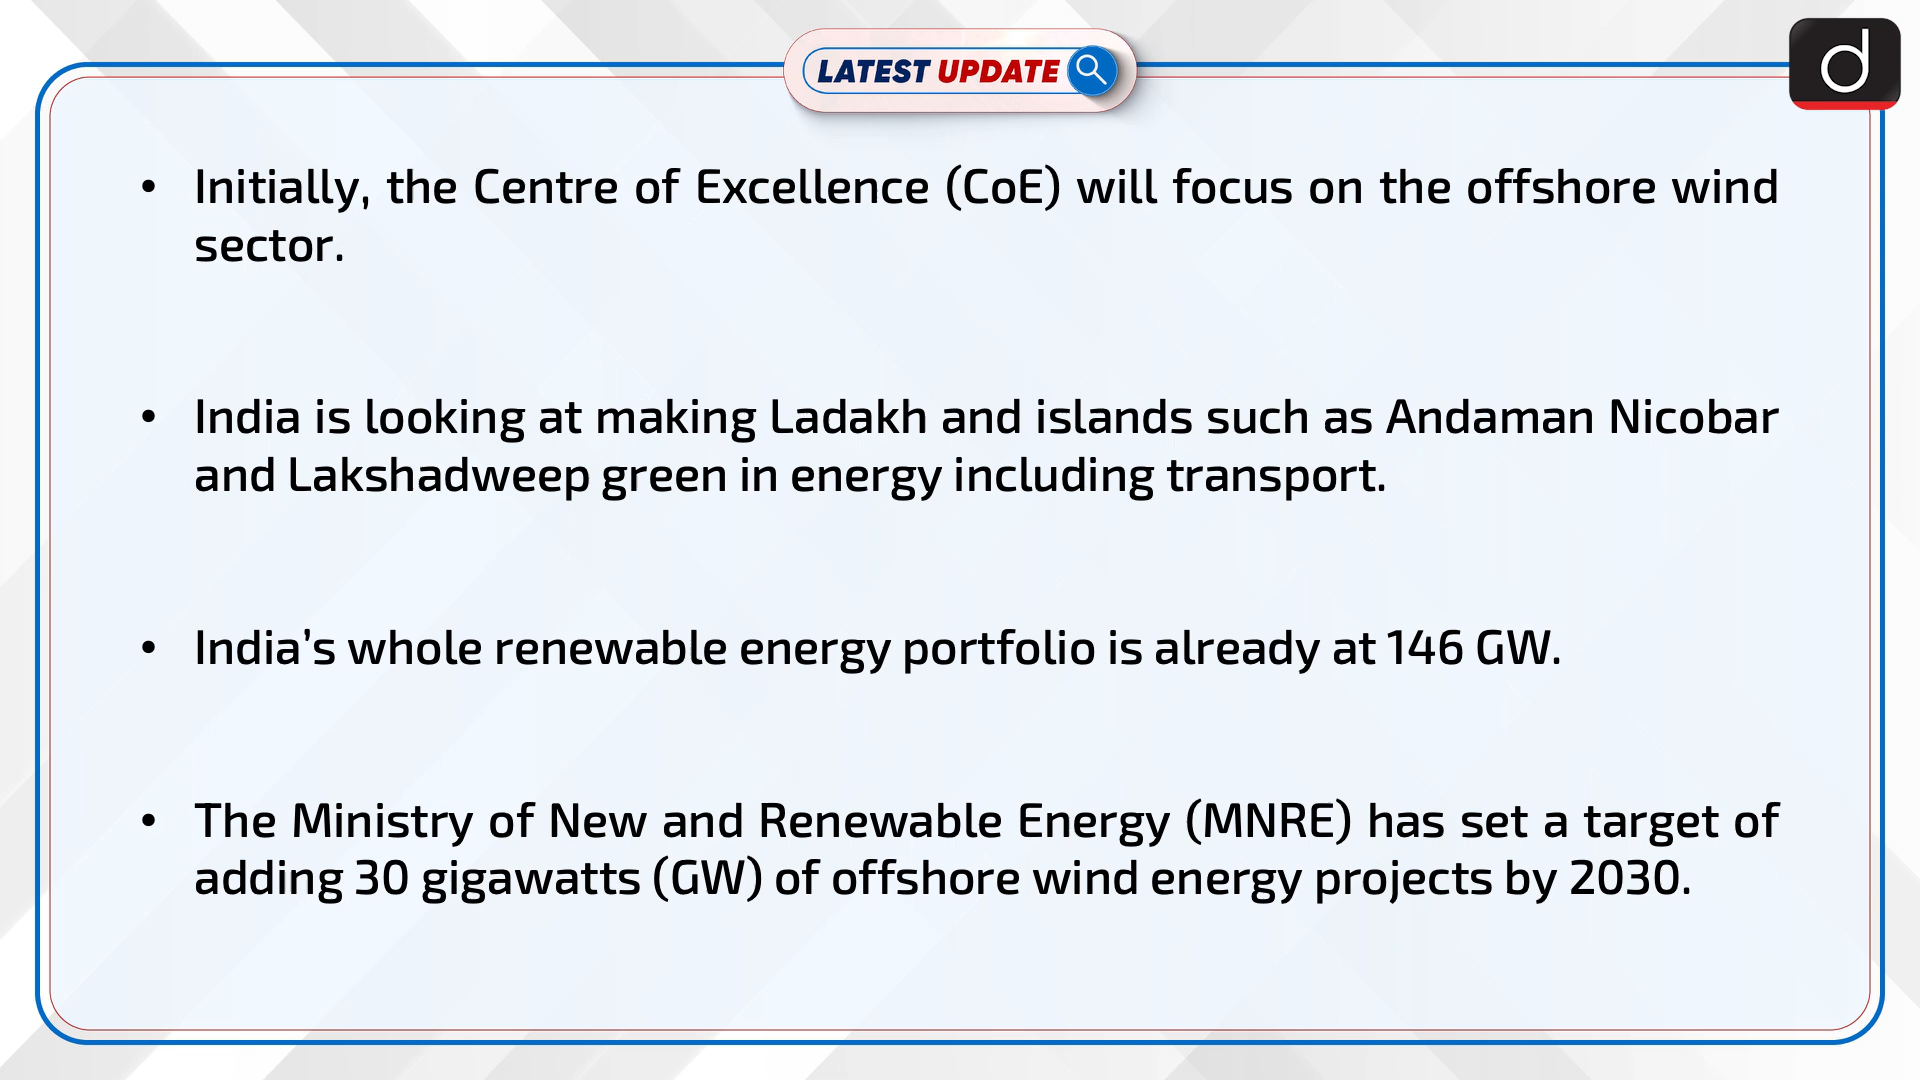 LATEST UPDATE
d
• Initially, the Centre of Excellence (CoE) will focus on the offshore wind
sector.
• India is looking at making Ladakh and islands such as Andaman Nicobar
and Lakshadweep green in energy including transport.
• India’s whole renewable energy portfolio is already at 146 GW.
• The Ministry of New and Renewable Energy (MNRE) has set a target of
adding 30 gigawatts (GW) of offshore wind energy projects by 2030.